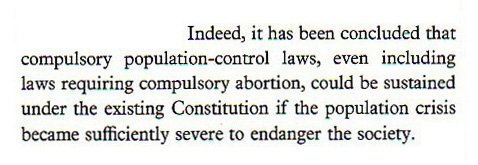 Indeed, it has been concluded that
compulsory population-control laws, even including
laws requiring compulsory abortion, could be sustained
under the existing Constitution if the population crisis
became sufficiently severe to endanger the society.